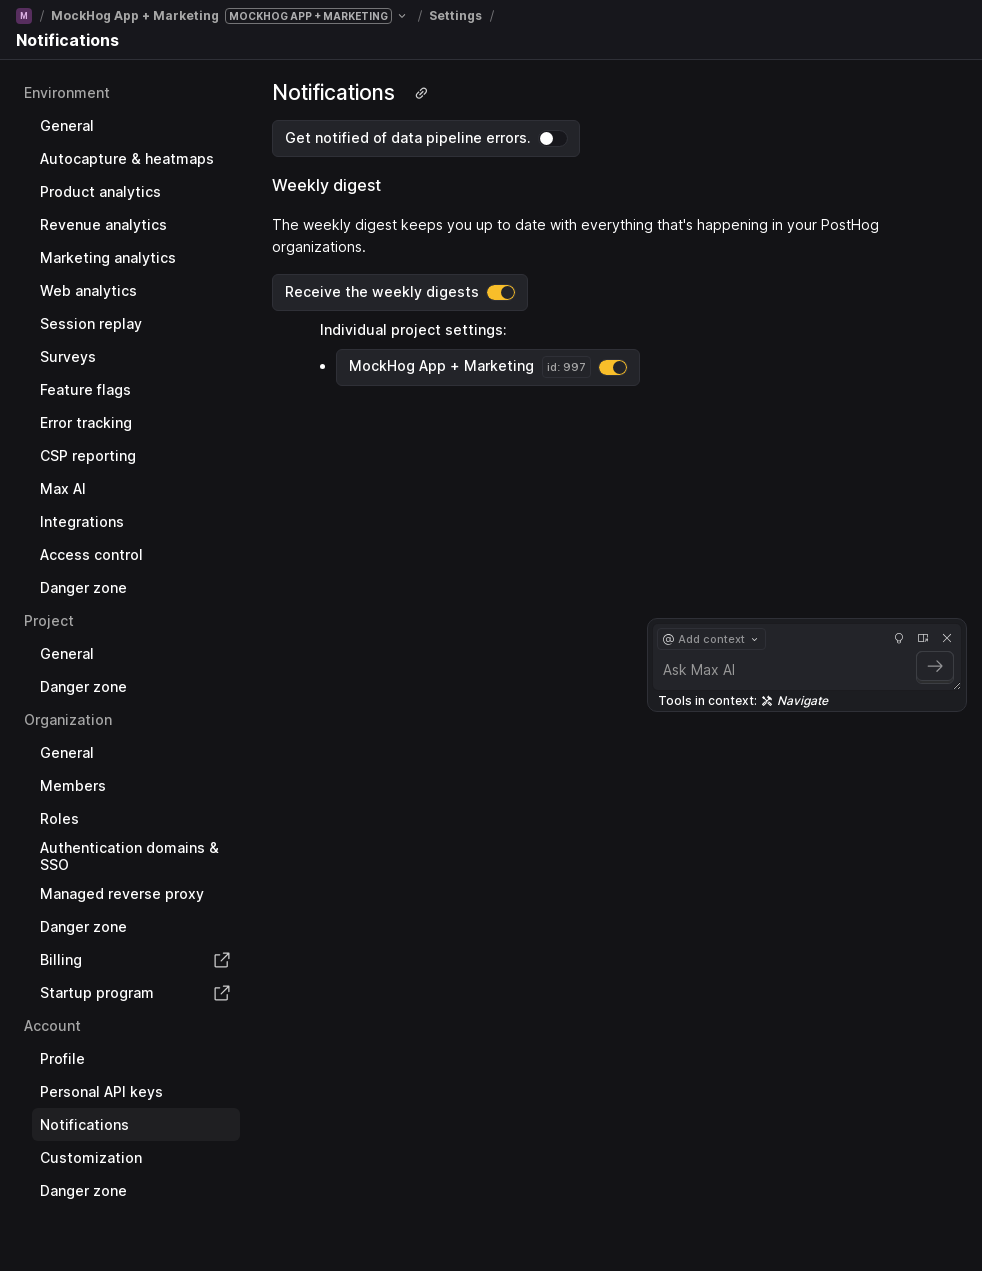 M / MockHog App + Marketing MOCKHOG APP + MARKETING / Settings /
Notifications
Environment
General
Autocapture & heatmaps
Product analytics
Revenue analytics
Marketing analytics
Web analytics
Session replay
Surveys
Feature flags
Error tracking
CSP reporting
Max AI
Integrations
Access control
Danger zone
Project
General
Danger zone
Organization
General
Members
Roles
Authentication domains &
SSO
Managed reverse proxy
Danger zone
Billing
Startup program
Account
Profile
Personal API keys
Notifications
Customization
Danger zone
Notifications
Get notified of data pipeline errors.
Weekly digest
The weekly digest keeps you up to date with everything that's happening in your PostHog
organizations.
Receive the weekly digests
Individual project settings:
MockHog App + Marketing id: 997
@ Add context
Ask Max AI
Tools in context: Navigate